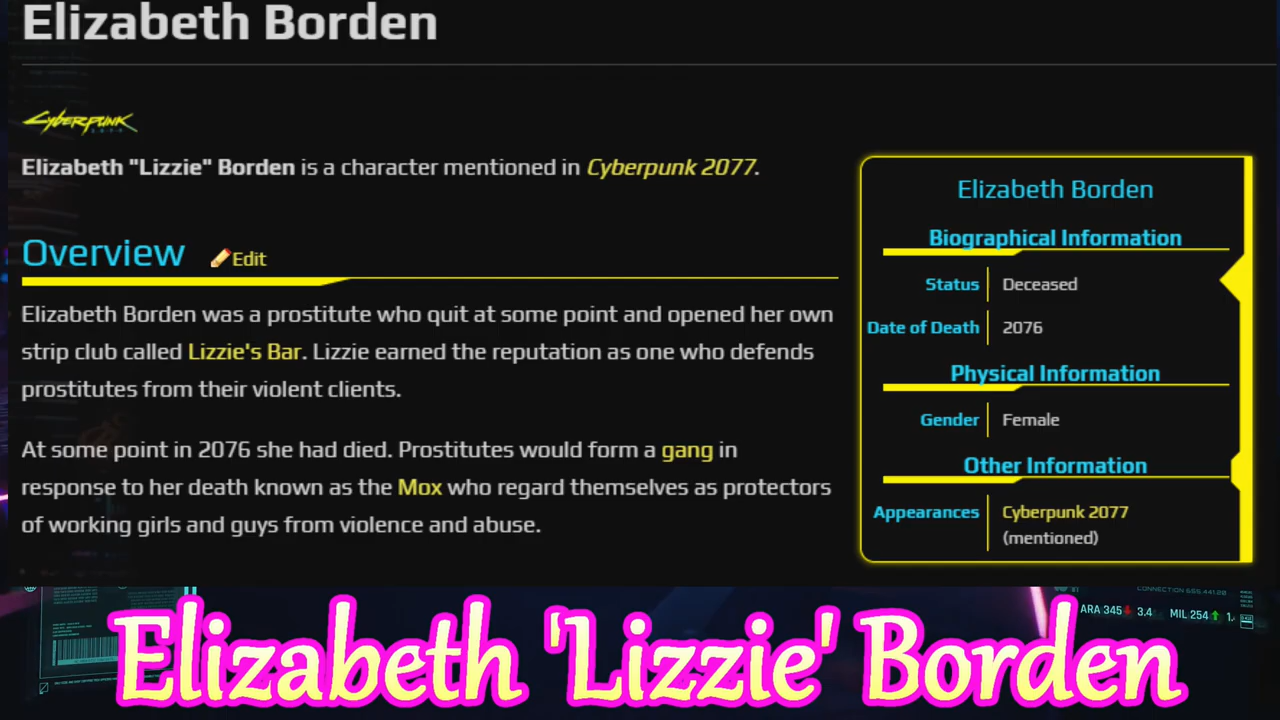 Elizabeth Borden
Cyberpunk
Elizabeth "Lizzie" Borden is a character mentioned in Cyberpunk 2077.
Overview Edit
Elizabeth Borden was a prostitute who quit at some point and opened her own
strip club called Lizzie's Bar. Lizzie earned the reputation as one who defends
prostitutes from their violent clients.
At some point in 2076 she had died. Prostitutes would form a gang in
response to her death known as the Mox who regard themselves as protectors
of working girls and guys from violence and abuse.
Elizabeth Borden
Biographical Information
Status Deceased
Date of Death 2076
Physical Information
Gender Female
Other Information
Appearances Cyberpunk 2077
(mentioned)
ARA 345 3.4 MIL 254 1.
Elizabeth 'Lizzie' Borden